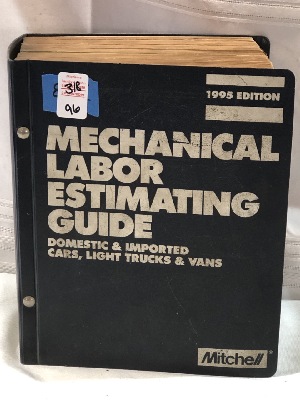 318
96
1995 EDITION
MECHANICAL
LABOR
ESTIMATING
GUIDE
DOMESTIC & IMPORTED
CARS, LIGHT TRUCKS & VANS
Mitchell